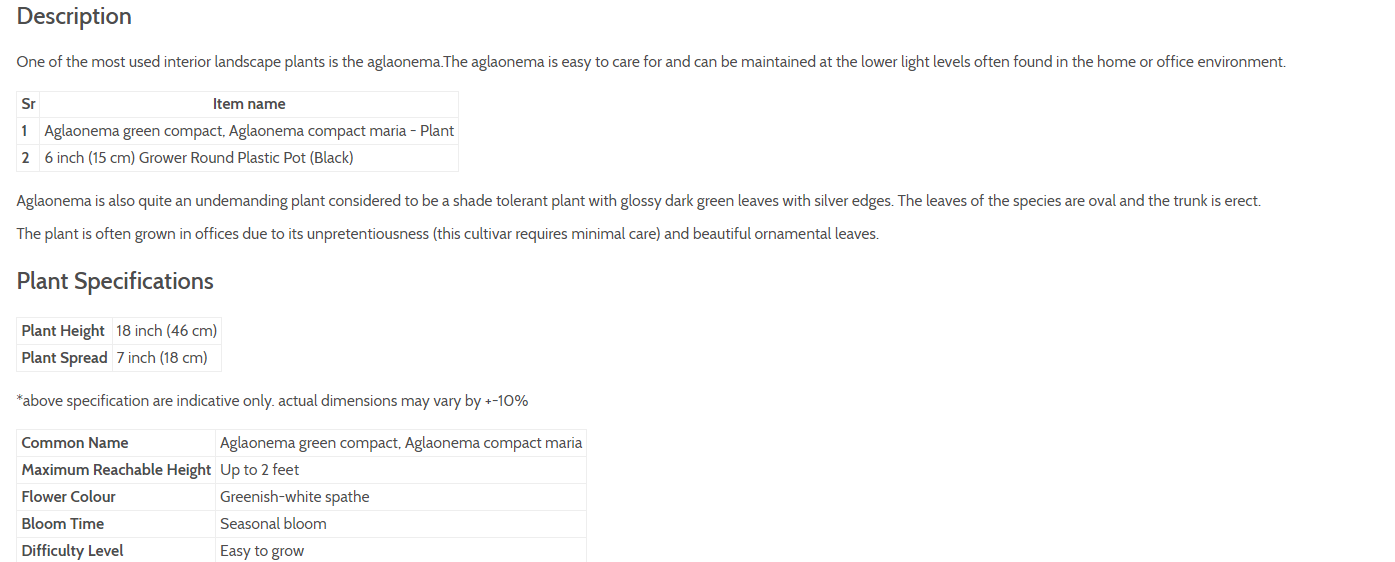 Description
One of the most used interior landscape plants is the aglaonema.The aglaonema is easy to care for and can be maintained at the lower light levels often found in the home or office environment.
Sr Item name
1 Aglaonema green compact, Aglaonema compact maria - Plant
2 6 inch (15 cm) Grower Round Plastic Pot (Black)
Aglaonema is also quite an undemanding plant considered to be a shade tolerant plant with glossy dark green leaves with silver edges. The leaves of the species are oval and the trunk is erect.
The plant is often grown in offices due to its unpretentiousness (this cultivar requires minimal care) and beautiful ornamental leaves.
Plant Specifications
Plant Height 18 inch (46 cm)
Plant Spread 7 inch (18 cm)
*above specification are indicative only. actual dimensions may vary by +-10%
Common Name Aglaonema green compact, Aglaonema compact maria
Maximum Reachable Height Up to 2 feet
Flower Colour Greenish-white spathe
Bloom Time Seasonal bloom
Difficulty Level Easy to grow